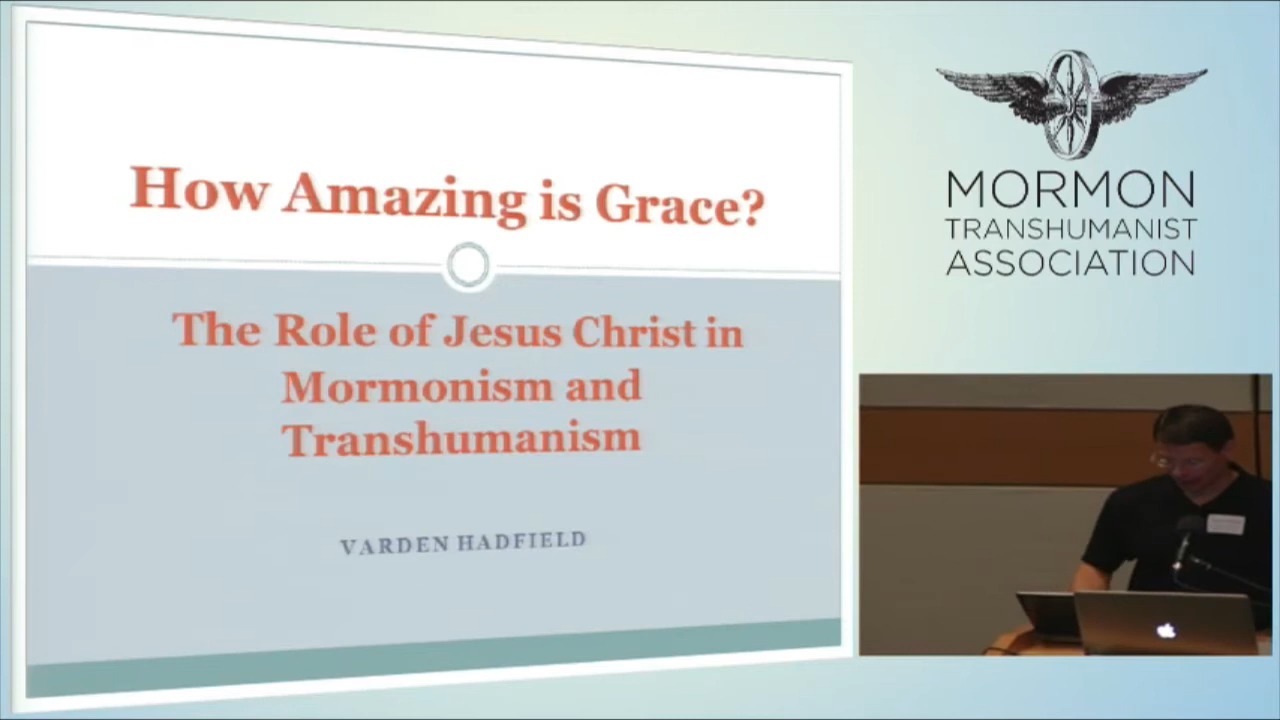 How Amazing is Grace?
The Role of Jesus Christ in
Mormonism and
Transhumanism
VARDEN HADFIELD
MORMON
TRANSHUMANIST
ASSOCIATION